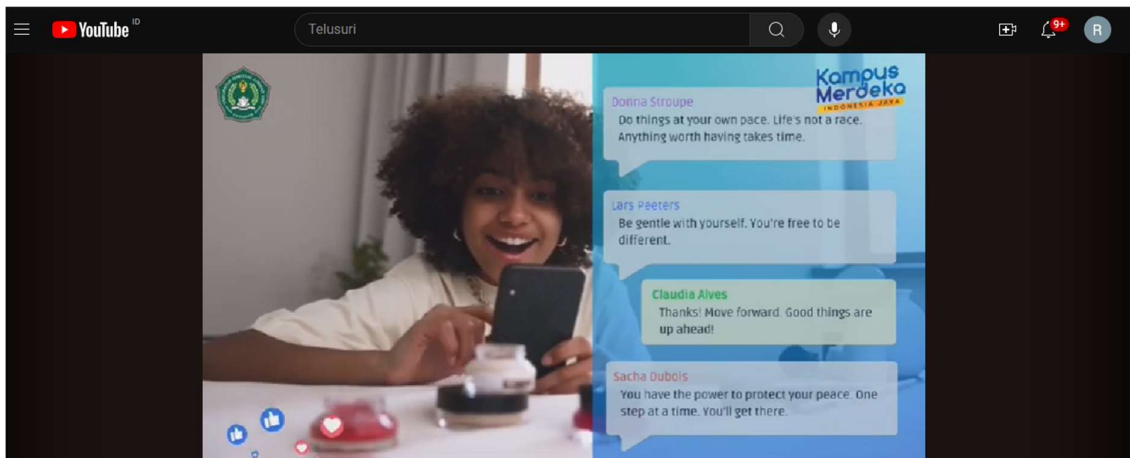 YouTube ID
Telusuri
9+
R
Kampus
Merdeka
INDONESIA JAYA
Donna Stroupe
Do things at your own pace. Life's not a race.
Anything worth having takes time.
Lars Peeters
Be gentle with yourself. You're free to be
different.
Claudia Alves
Thanks! Move forward. Good things are
up ahead!
Sacha Dubois
You have the power to protect your peace. One
step at a time. You'll get there.